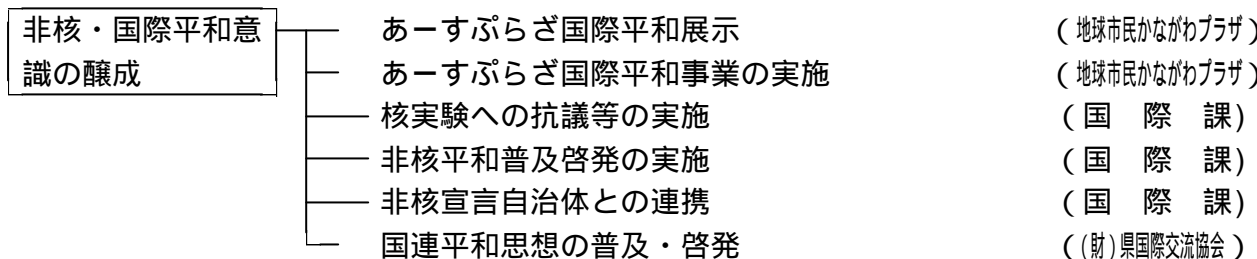 非核・国際平和意
識の醸成
あーすぷらざ国際平和展示 (地球市民かながわプラザ)
あーすぷらざ国際平和事業の実施 (地球市民かながわプラザ)
核実験への抗議等の実施 (国 際 課)
非核平和普及啓発の実施 (国 際 課)
非核宣言自治体との連携 (国 際 課)
国連平和思想の普及・啓発 ((財)県国際交流協会)